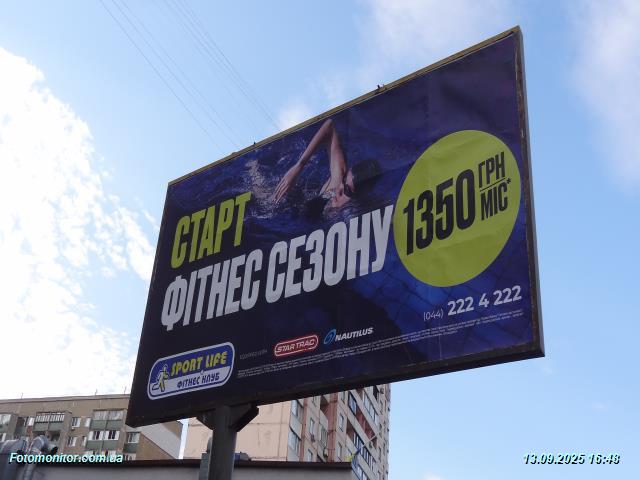 СТАРТ
ФІТНЕС СЕЗОНУ
1350 ГРН
МІС*
(044) 222 4 222
STAR TRAC
NAUTILUS
SPORT LIFE
ФІТНЕС КЛУБ
Fotomonitor.com.ua
13.09.2025 16:48